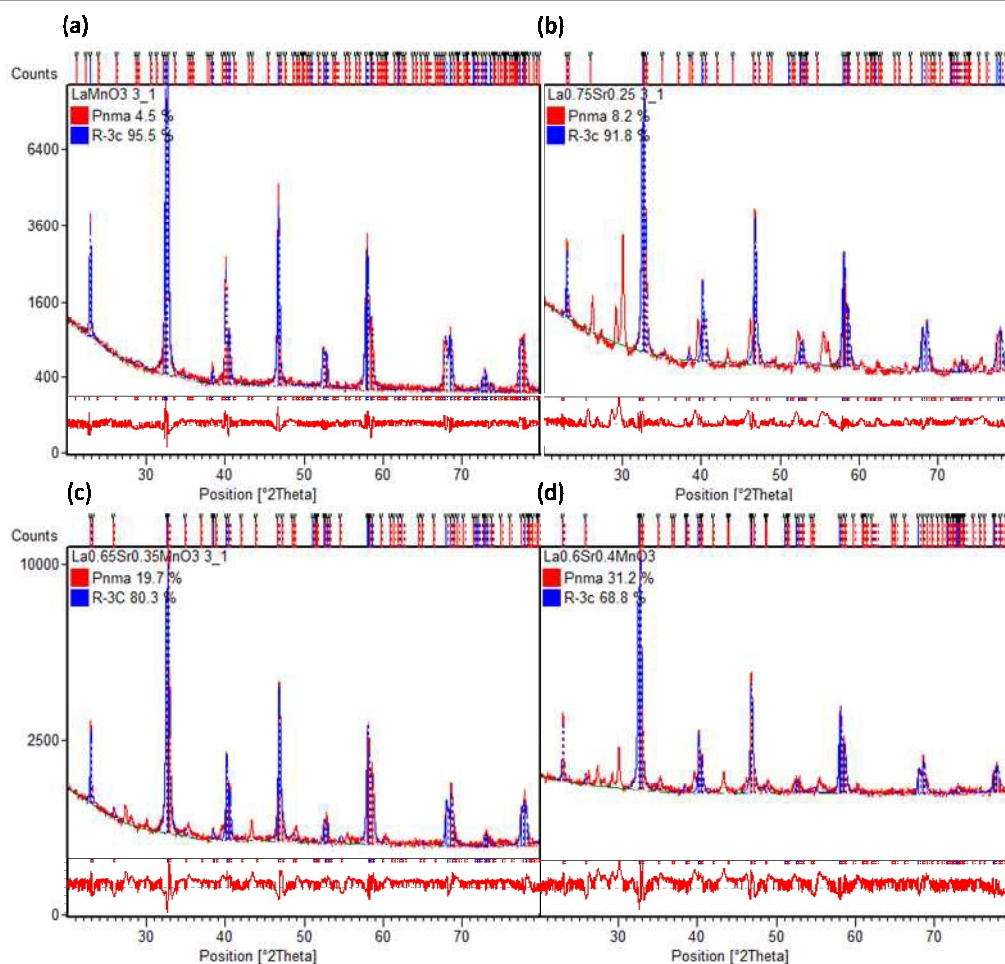 (a)
Counts
LaMnO3 3_1
Pnma 4.5 %
R-3c 95.5 %
6400
3600
1600
400
0
30 40 50 60 70
Position [°2Theta]
(b)
La0.75Sr0.25 3_1
Pnma 8.2 %
R-3c 91.8 %
30 40 50 60 70
Position [°2Theta]
(c)
Counts
La0.65Sr0.35MnO3 3_1
Pnma 19.7 %
R-3C 80.3 %
10000
2500
0
30 40 50 60 70
Position [°2Theta]
(d)
La0.6Sr0.4MnO3
Pnma 31.2 %
R-3c 68.8 %
30 40 50 60 70
Position [°2Theta]